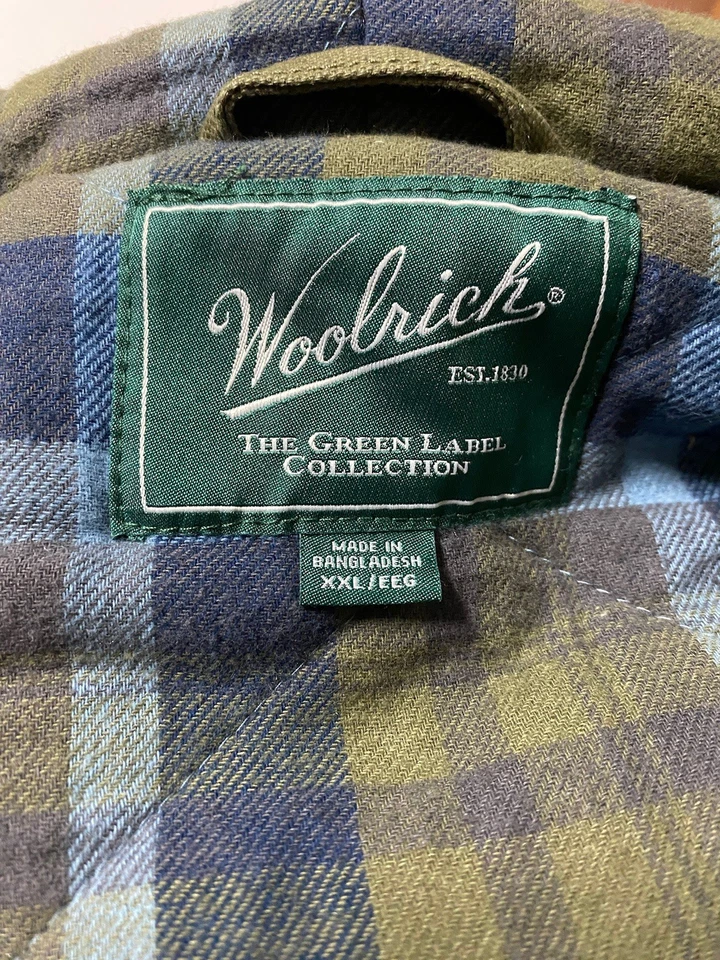 Woolrich®
EST.1830
THE GREEN LABEL
COLLECTION
MADE IN
BANGLADESH
XXL/EEG